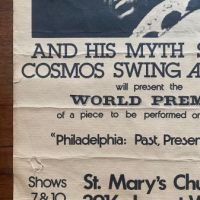 AND HIS MYTH
COSMOS SWING
will present the
WORLD PREM
of a piece to be performed o
"Philadelphia: Past, Presen
Shows St. Mary's Chu
7&10